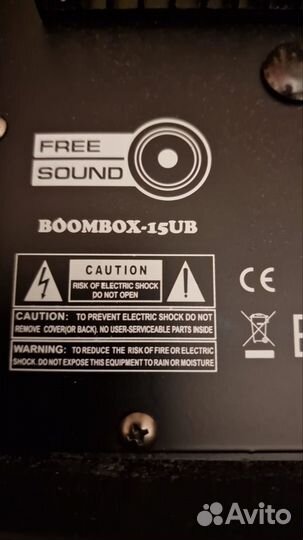 FREE
SOUND
BOOMBOX-15UB
CAUTION
RISK OF ELECTRIC SHOCK
DO NOT OPEN
CAUTION: TO PREVENT ELECTRIC SHOCK DO NOT
REMOVE COVER(OR BACK). NO USER-SERVICEABLE PARTS INSIDE
WARNING: TO REDUCE THE RISK OF FIRE OR ELECTRIC
SHOCK. DO NOT EXPOSE THIS EQUIPMENT TO RAIN OR MOISTURE
CE
Avito